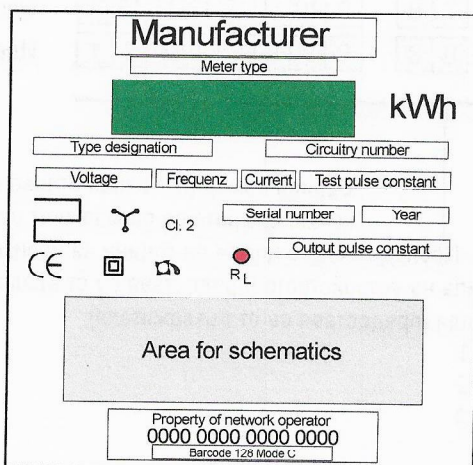 Manufacturer
Meter type
kWh
Type designation Circuitry number
Voltage Frequenz Current Test pulse constant
Cl. 2 Serial number Year
Output pulse constant
CE RL
Area for schematics
Property of network operator
0000 0000 0000 0000
Barcode 128 Mode C